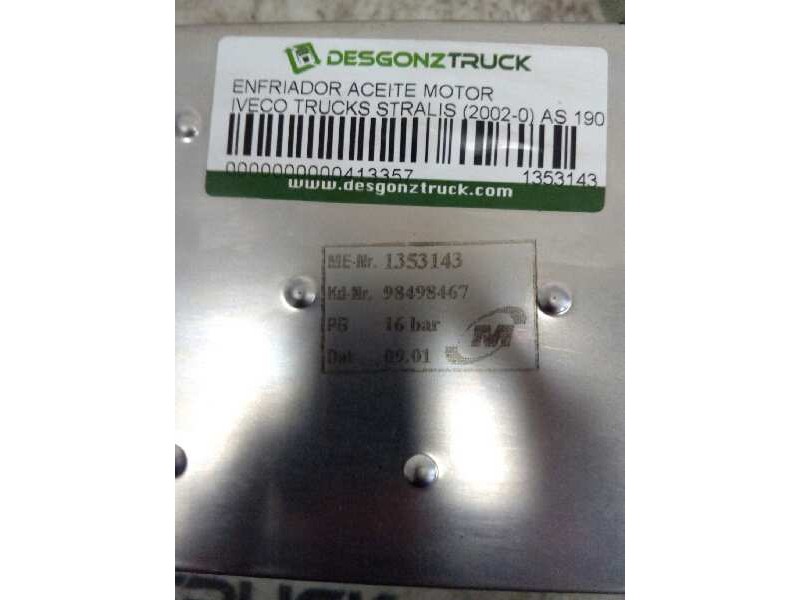 DESGONZTRUCK
ENFRIADOR ACEITE MOTOR
IVECO TRUCKS STRALIS (2002-0) AS 190
0000000000413357 1353143
www.desgonztruck.com
ME-Nr. 1353143
Kd-Nr. 98498467
PB 16 bar
Dat 09.01